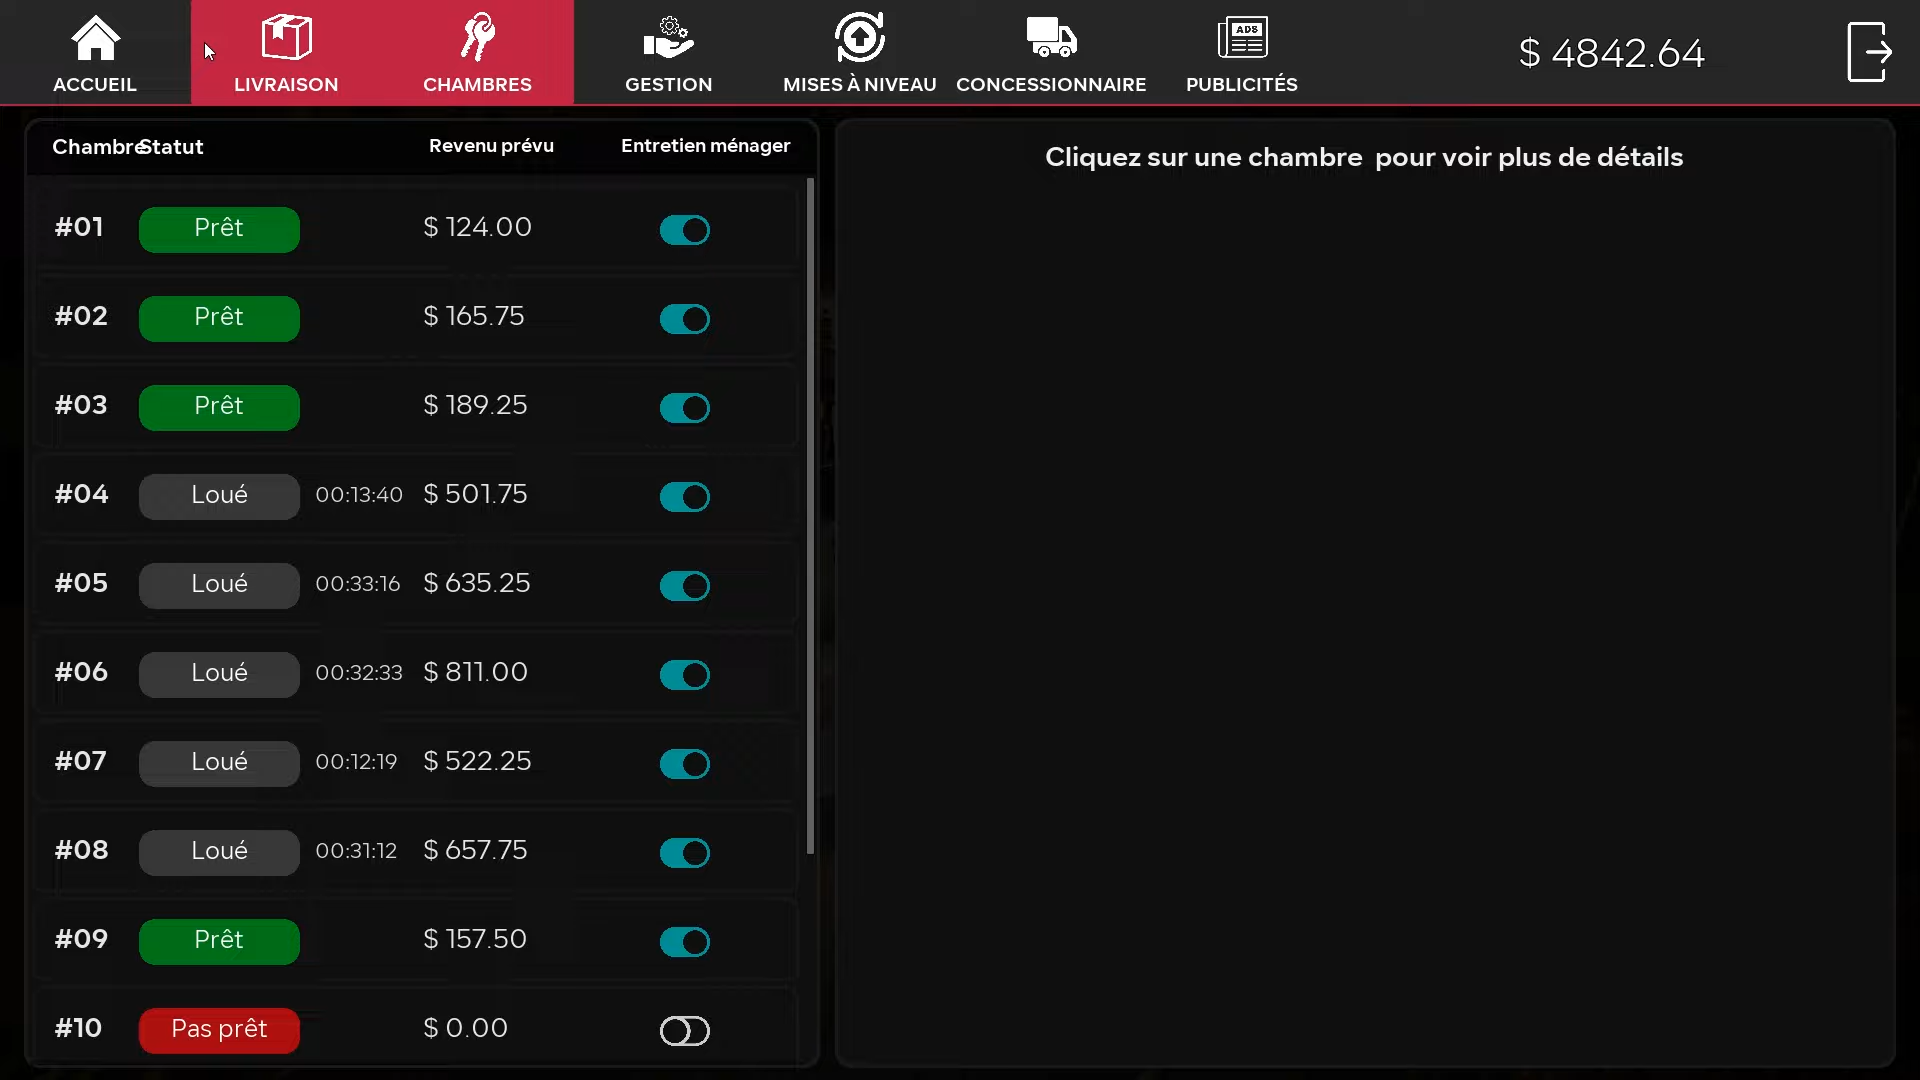 ACCUEIL LIVRAISON CHAMBRES GESTION MISES À NIVEAU CONCESSIONNAIRE ADS PUBLICITÉS $ 4842.64
Chambre Statut Revenu prévu Entretien ménager
#01 Prêt $ 124.00
#02 Prêt $ 165.75
#03 Prêt $ 189.25
#04 Loué 00:13:40 $ 501.75
#05 Loué 00:33:16 $ 635.25
#06 Loué 00:32:33 $ 811.00
#07 Loué 00:12:19 $ 522.25
#08 Loué 00:31:12 $ 657.75
#09 Prêt $ 157.50
#10 Pas prêt $ 0.00
Cliquez sur une chambre pour voir plus de détails